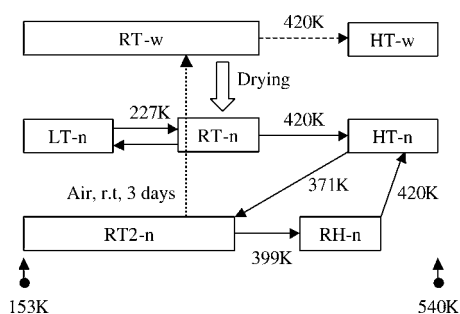 420K
RT-w HT-w
Drying
227K 420K
LT-n RT-n HT-n
371K
Air, r.t, 3 days 420K
RT2-n RH-n
399K
153K 540K